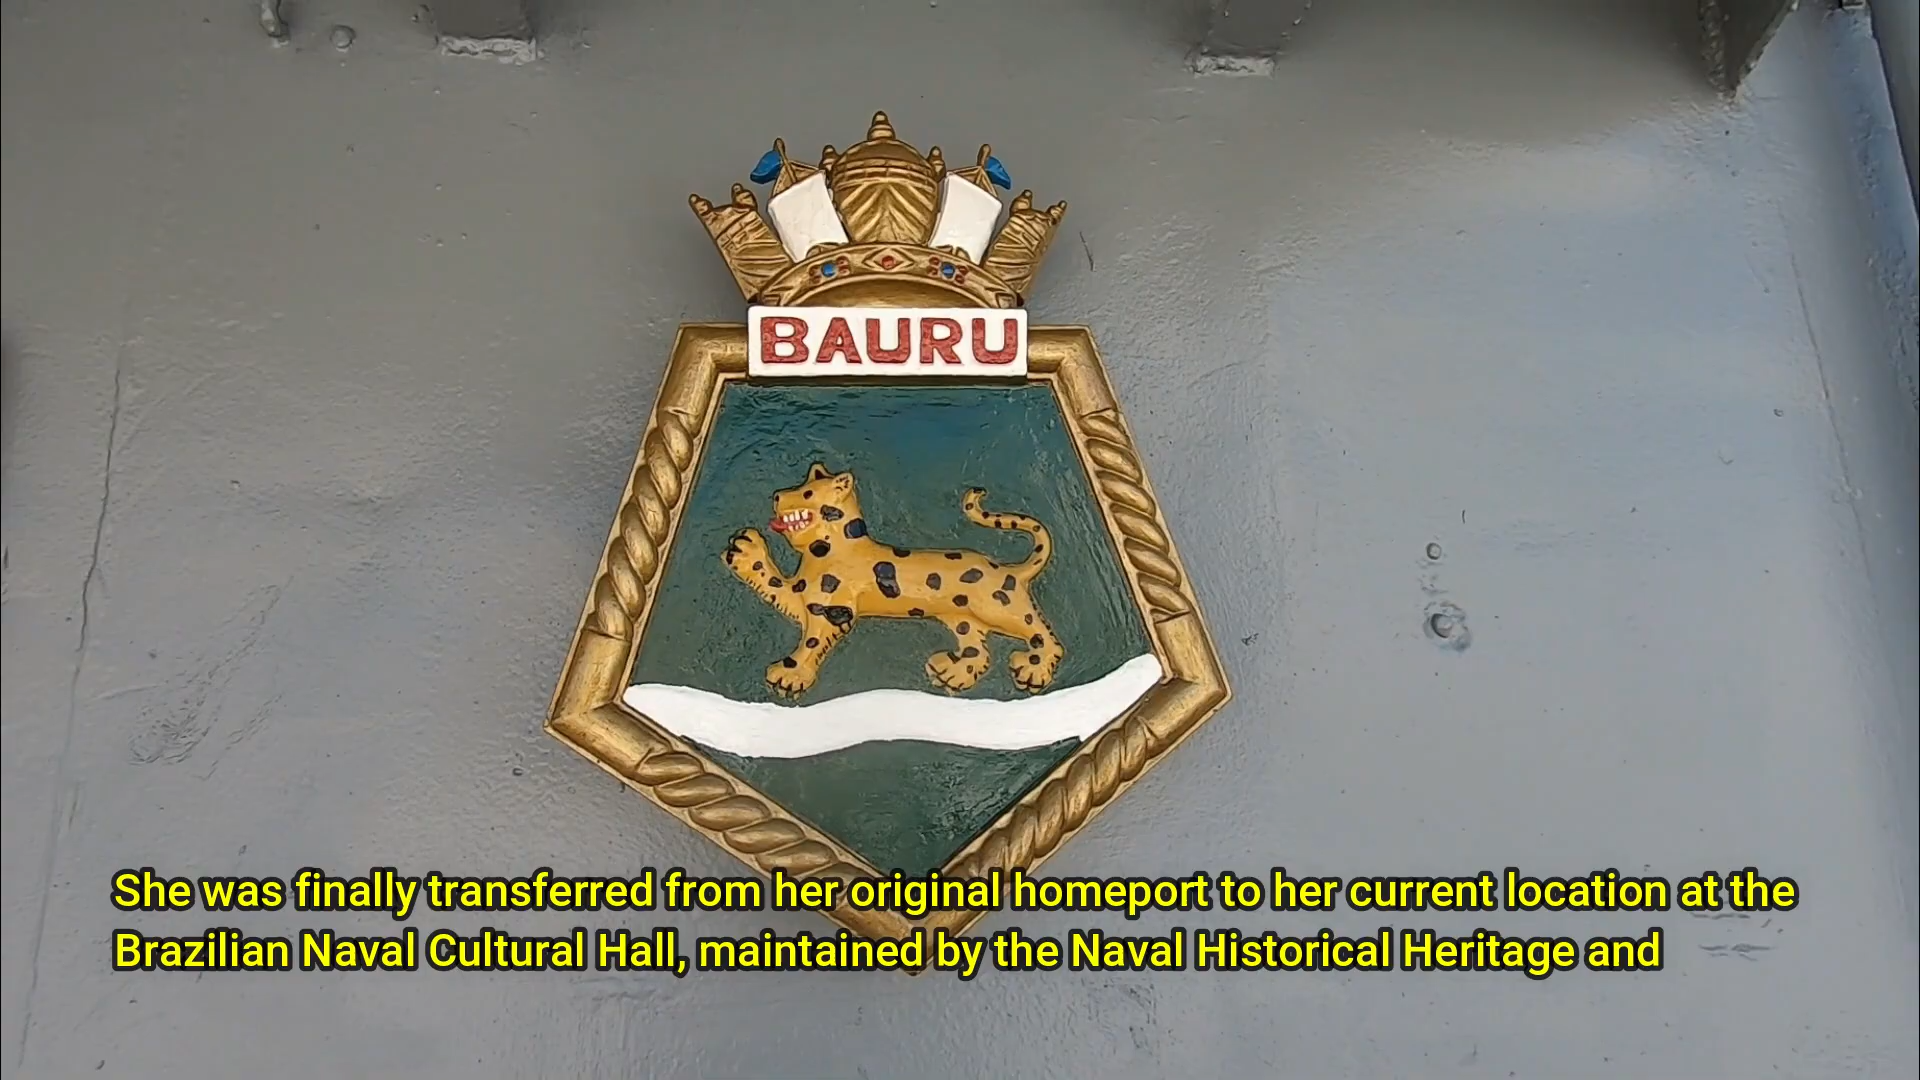 BAURU
She was finally transferred from her original homeport to her current location at the
Brazilian Naval Cultural Hall, maintained by the Naval Historical Heritage and